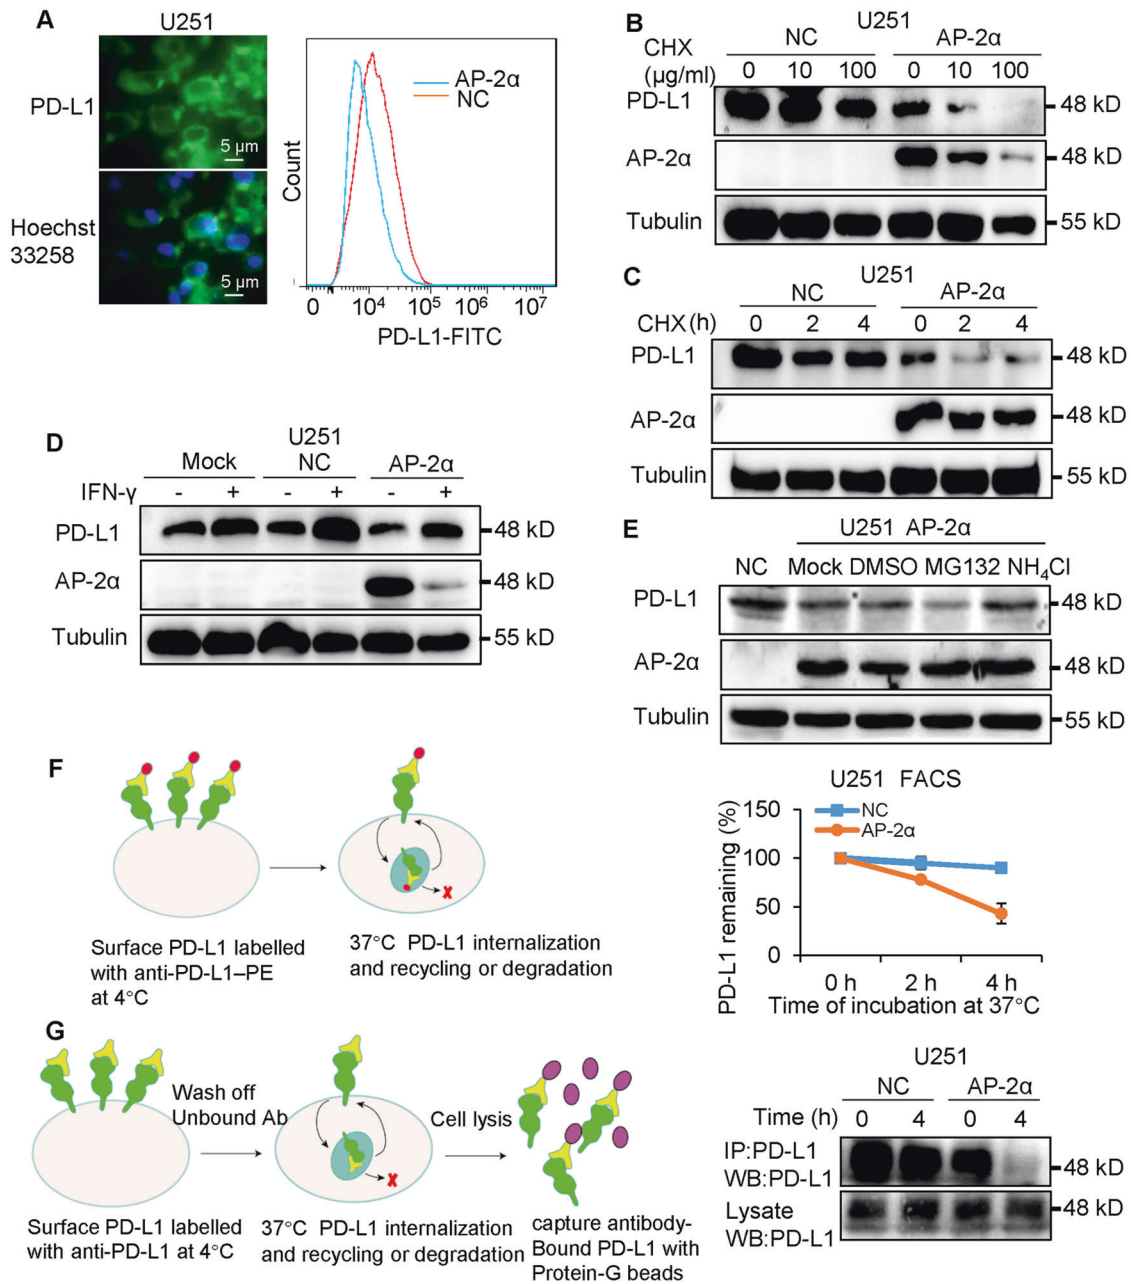 A
U251
PD-L1
5 µm
Hoechst
33258
5 µm
Count
AP-2α
NC
0 10⁴ 10⁵ 10⁶ 10⁷
PD-L1-FITC
B
U251
CHX
(µg/ml)
NC AP-2α
0 10 100 0 10 100
PD-L1 48 kD
AP-2α 48 kD
Tubulin 55 kD
C
U251
NC AP-2α
CHX (h) 0 2 4 0 2 4
PD-L1 48 kD
AP-2α 48 kD
Tubulin 55 kD
D
U251
Mock NC AP-2α
IFN-γ - + - + - +
PD-L1 48 kD
AP-2α 48 kD
Tubulin 55 kD
E
U251 AP-2α
NC Mock DMSO MG132 NH₄Cl
PD-L1 48 kD
AP-2α 48 kD
Tubulin 55 kD
F
Surface PD-L1 labelled
with anti-PD-L1–PE
at 4°C
37°C PD-L1 internalization
and recycling or degradation
U251 FACS
PD-L1 remaining (%)
150
100
50
0
NC
AP-2α
0 h 2 h 4 h
Time of incubation at 37°C
G
Wash off
Unbound Ab
Cell lysis
Surface PD-L1 labelled
with anti-PD-L1 at 4°C
37°C PD-L1 internalization
and recycling or degradation
capture antibody-
Bound PD-L1 with
Protein-G beads
U251
NC AP-2α
Time (h) 0 4 0 4
IP:PD-L1
WB:PD-L1
48 kD
Lysate
WB:PD-L1
48 kD